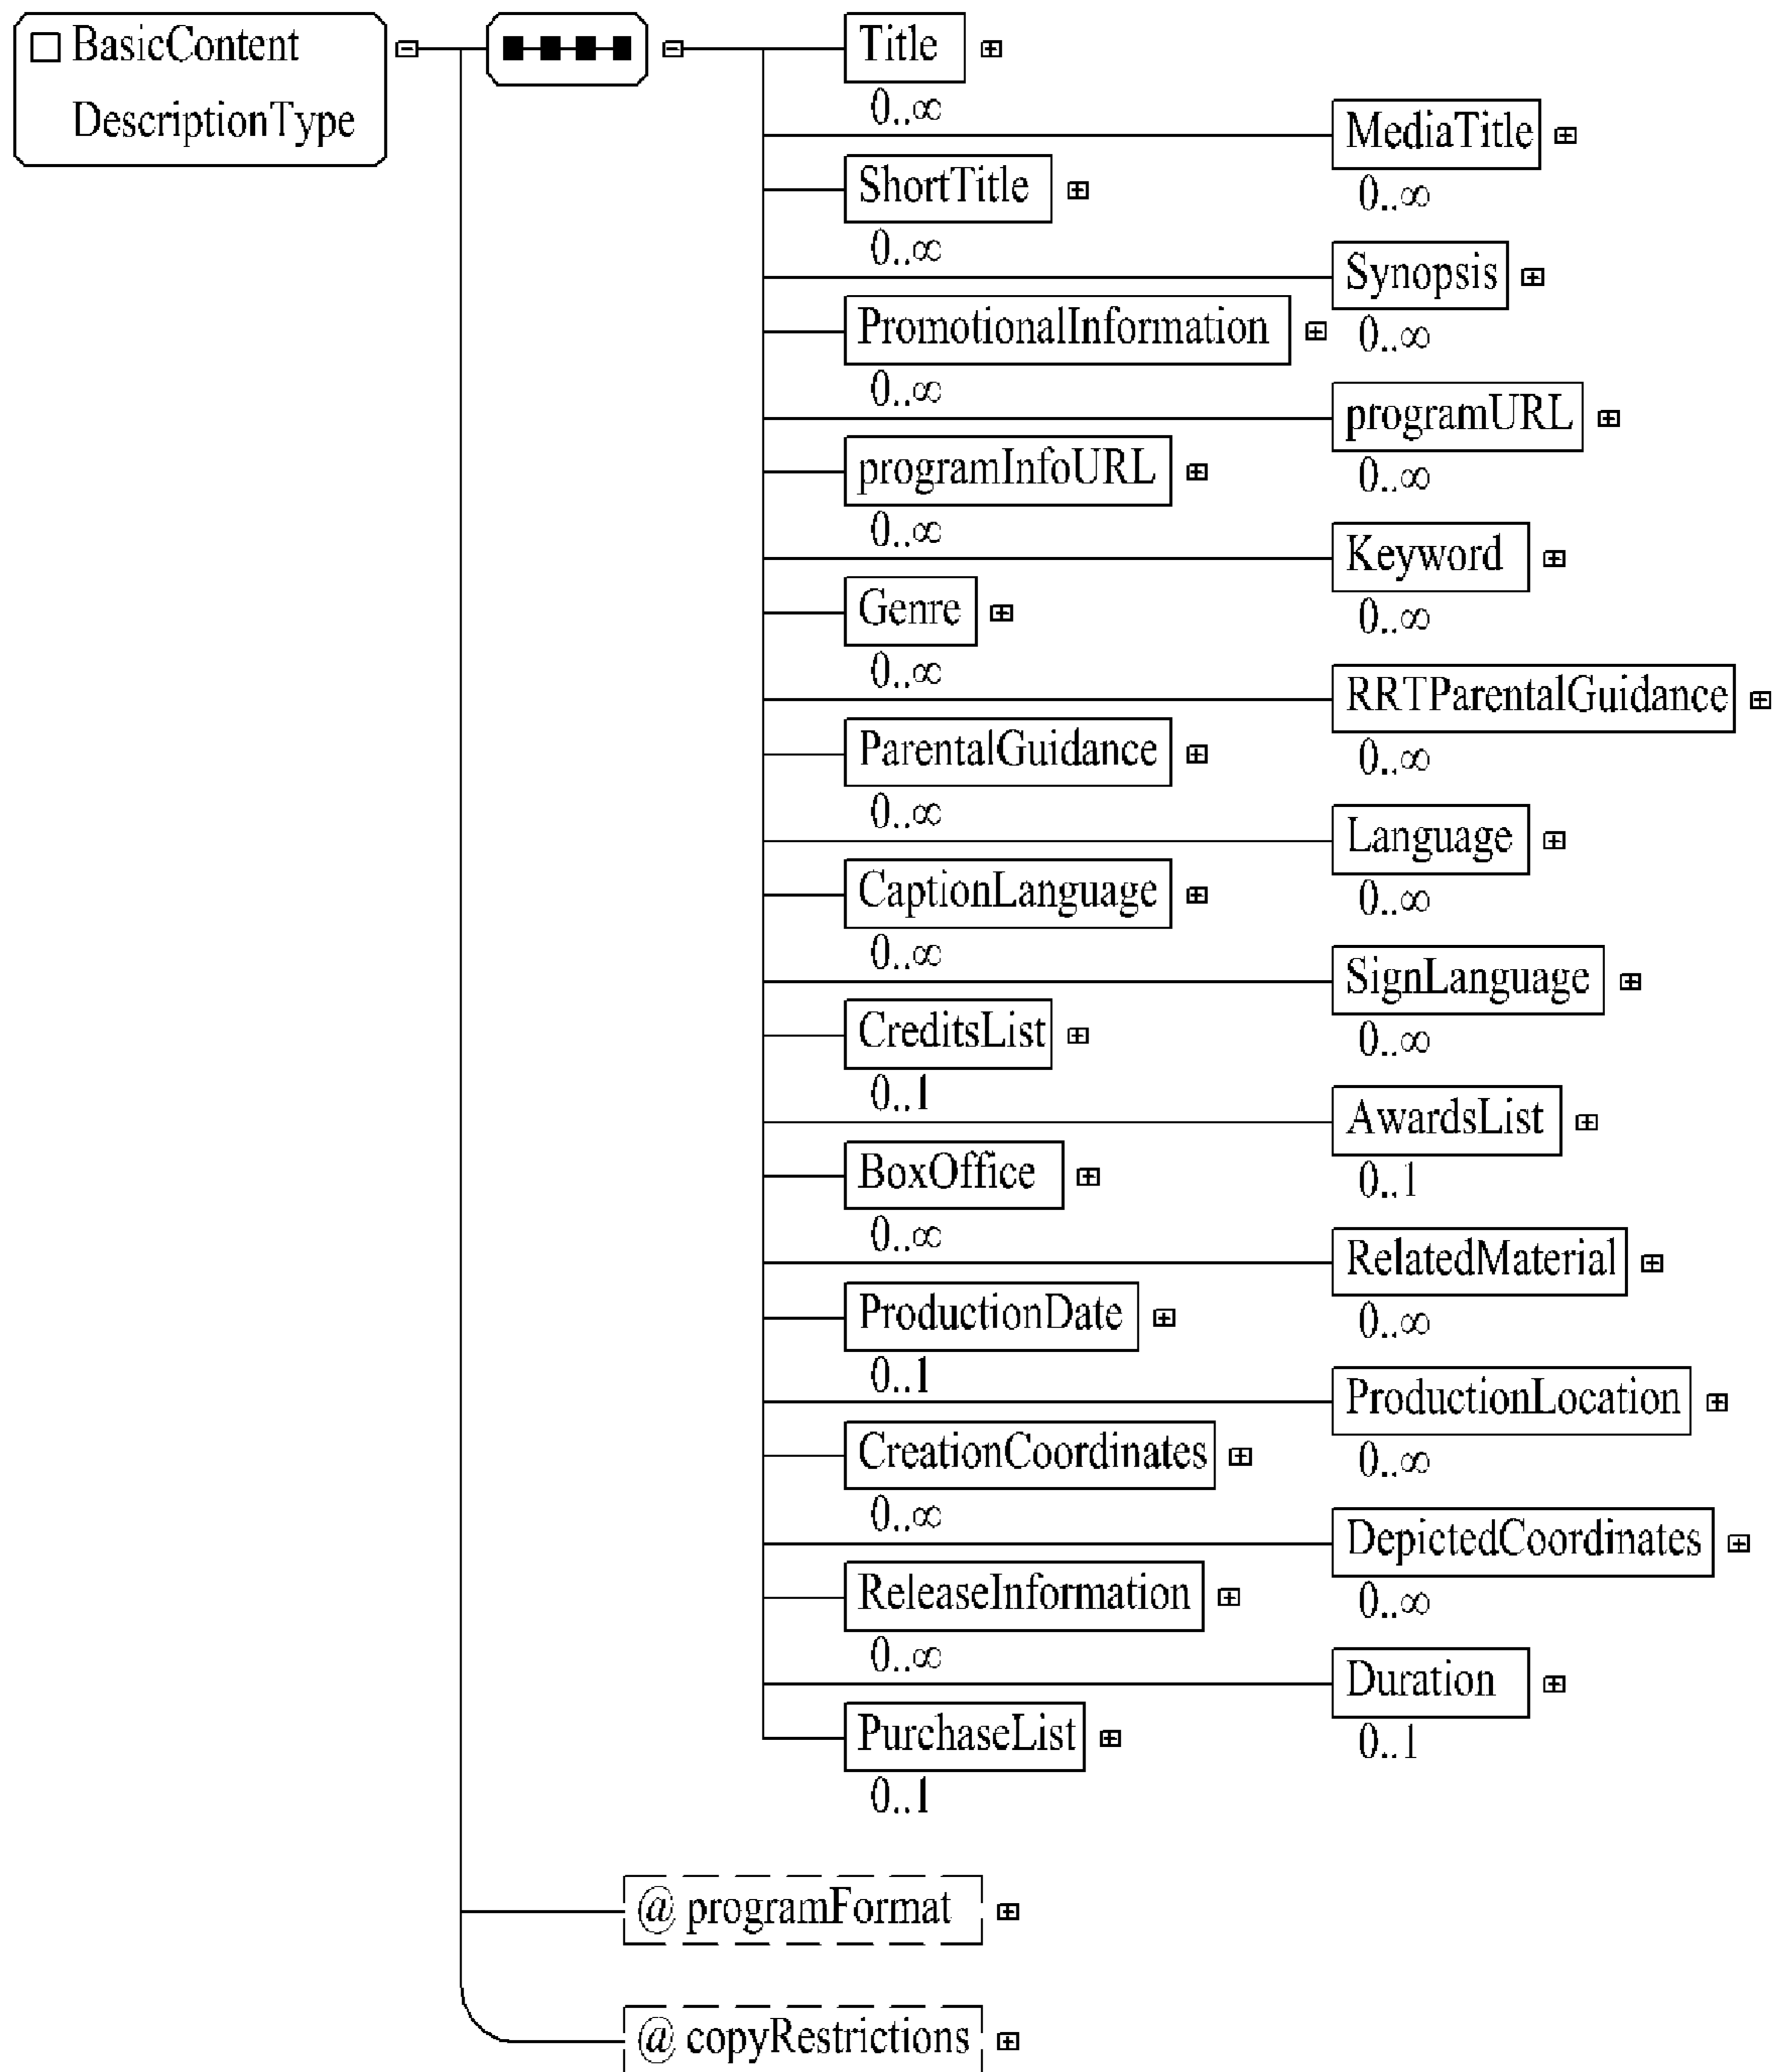 BasicContent
DescriptionType
Title
0..∞
MediaTitle
0..∞
ShortTitle
0..∞
Synopsis
0..∞
PromotionalInformation
0..∞
programURL
0..∞
programInfoURL
0..∞
Keyword
0..∞
Genre
0..∞
RRTParentalGuidance
0..∞
ParentalGuidance
0..∞
Language
0..∞
CaptionLanguage
0..∞
SignLanguage
0..∞
CreditsList
0..1
AwardsList
0..1
BoxOffice
0..∞
RelatedMaterial
0..∞
ProductionDate
0..1
ProductionLocation
0..∞
CreationCoordinates
0..∞
DepictedCoordinates
0..∞
ReleaseInformation
0..∞
Duration
0..1
PurchaseList
0..1
@ programFormat
@ copyRestrictions